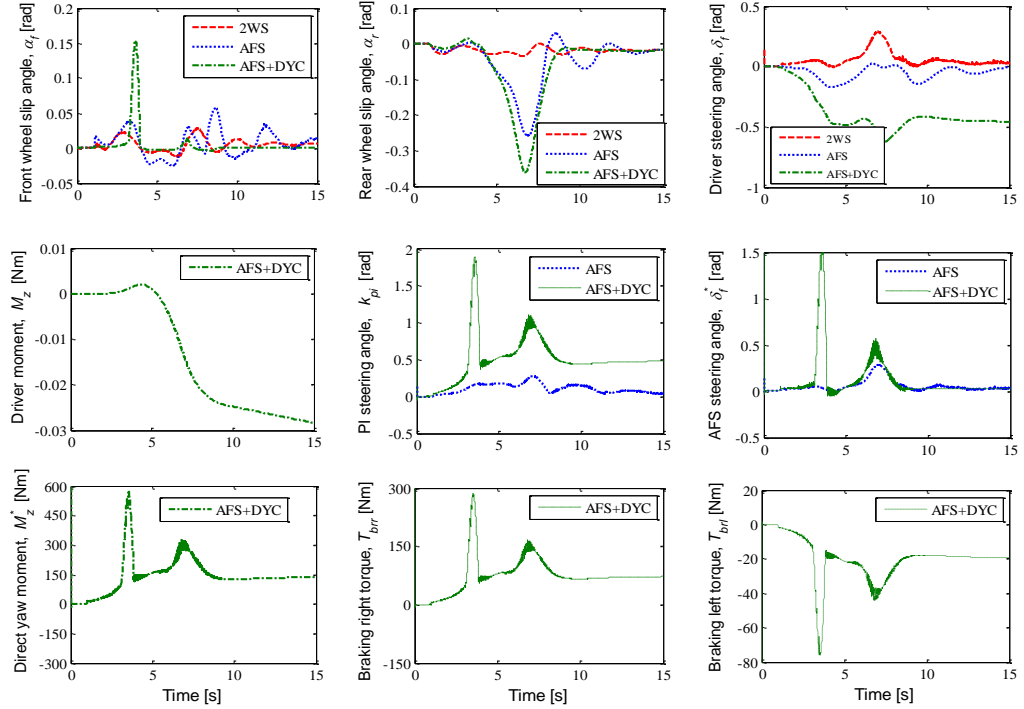 Front wheel slip angle, α_f [rad]
0.2
0.15
0.10
0.05
0
-0.05
0
5
10
15
2WS
AFS
AFS+DYC
Rear wheel slip angle, α_r [rad]
0.1
0
-0.1
-0.2
-0.3
-0.4
0
5
10
15
2WS
AFS
AFS+DYC
Driver steering angle, δ_f [rad]
0.5
0
-0.5
-1
0
5
10
15
2WS
AFS
AFS+DYC
Driver moment, M_z [Nm]
0.01
0
-0.01
-0.02
-0.03
0
5
10
15
AFS+DYC
PI steering angle, k_pi [rad]
2
1.5
1
0.5
0
-0.5
0
5
10
15
AFS
AFS+DYC
AFS steering angle, δ_f^* [rad]
1.5
1
0.5
0
-0.5
0
5
10
15
AFS
AFS+DYC
Direct yaw moment, M_z^* [Nm]
600
450
300
150
0
-150
-300
300
0
5
10
15
AFS+DYC
Time [s]
Braking right torque, T_brr [Nm]
300
150
0
-150
0
5
10
15
AFS+DYC
Time [s]
Braking left torque, T_brl [Nm]
20
0
-20
-40
-60
-80
0
5
10
15
AFS+DYC
Time [s]